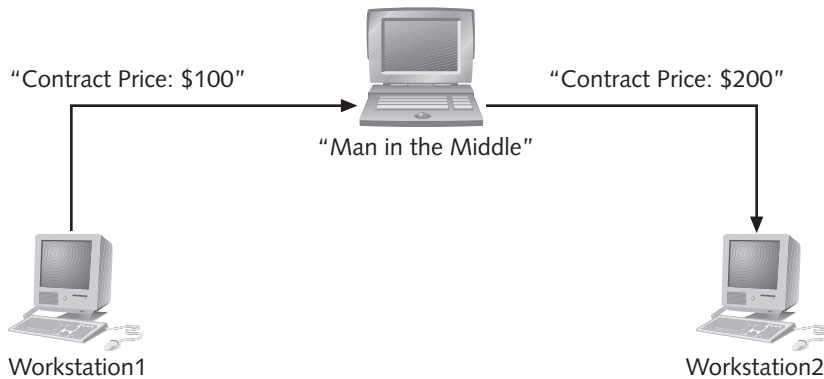 “Contract Price: $100”
“Contract Price: $200”
“Man in the Middle”
Workstation1
Workstation2